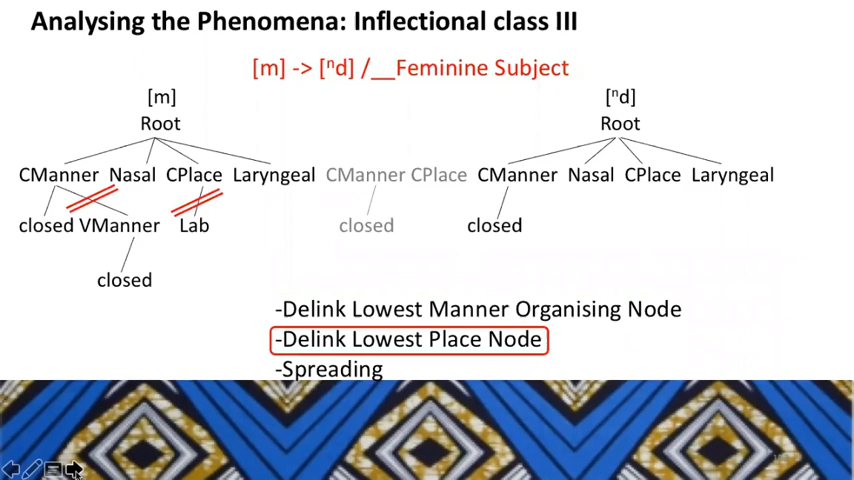 Analysing the Phenomena: Inflectional class III
[m] -> [ⁿd] /__Feminine Subject
[m] [ⁿd]
Root Root
CManner Nasal CPlace Laryngeal CManner CPlace CManner Nasal CPlace Laryngeal
closed VManner Lab closed closed
closed
-Delink Lowest Manner Organising Node
-Delink Lowest Place Node
-Spreading